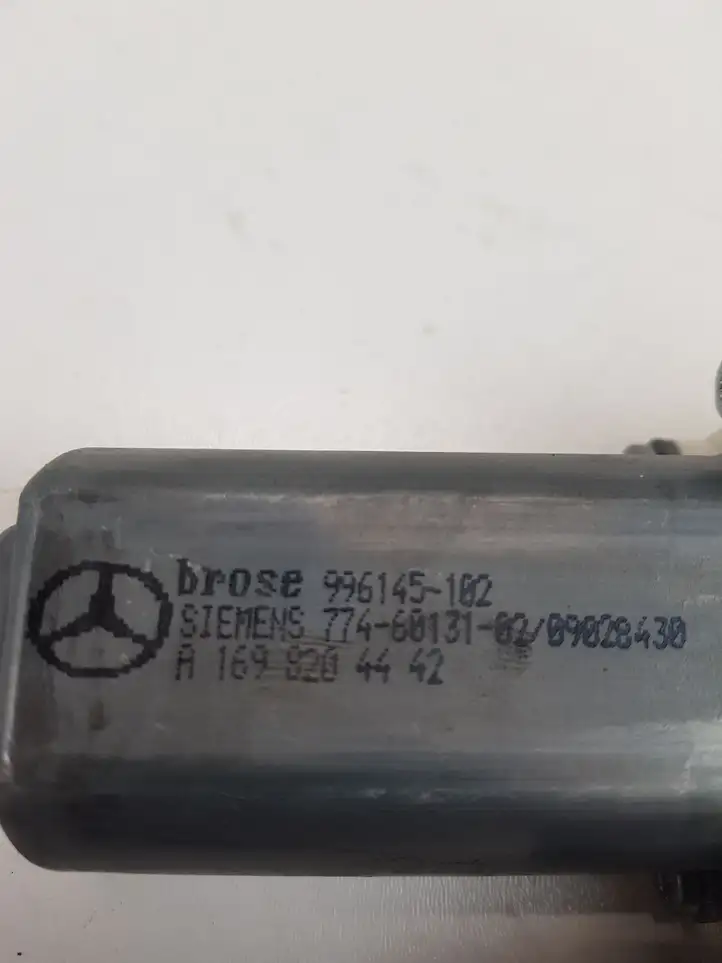 brose 996145-102
SIEMENS 774-60131-02/09028430
A 169 820 44 42